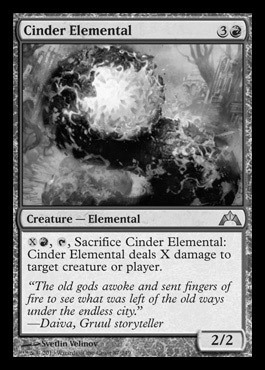 Cinder Elemental 3
Creature — Elemental
X, Sacrifice Cinder Elemental:
Cinder Elemental deals X damage to
target creature or player.
“The old gods awoke and sent fingers of
fire to see what was left of the old ways
under the endless city.”
—Daiva, Gruul storyteller
Svetlin Velinov
2/2